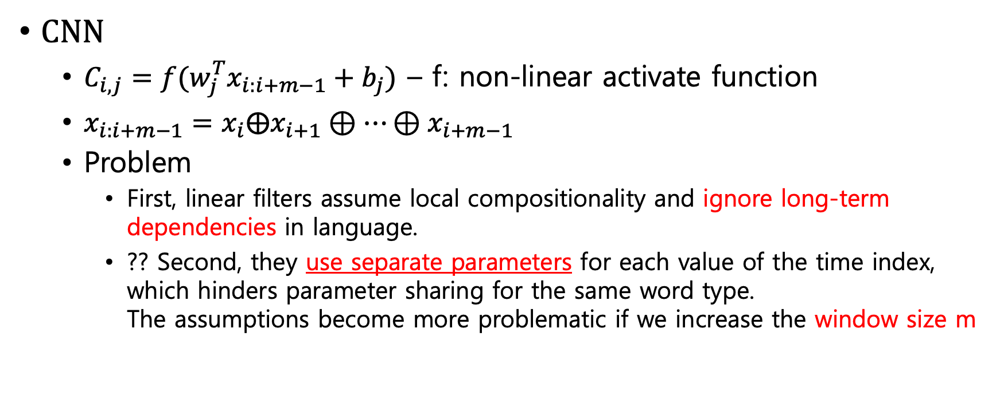 • CNN
• $C_{i,j} = f(w_j^T x_{i:i+m-1} + b_j)$ – f: non-linear activate function
• $x_{i:i+m-1} = x_i \oplus x_{i+1} \oplus \cdots \oplus x_{i+m-1}$
• Problem
• First, linear filters assume local compositionality and ignore long-term
dependencies in language.
• ?? Second, they use separate parameters for each value of the time index,
which hinders parameter sharing for the same word type.
The assumptions become more problematic if we increase the window size m